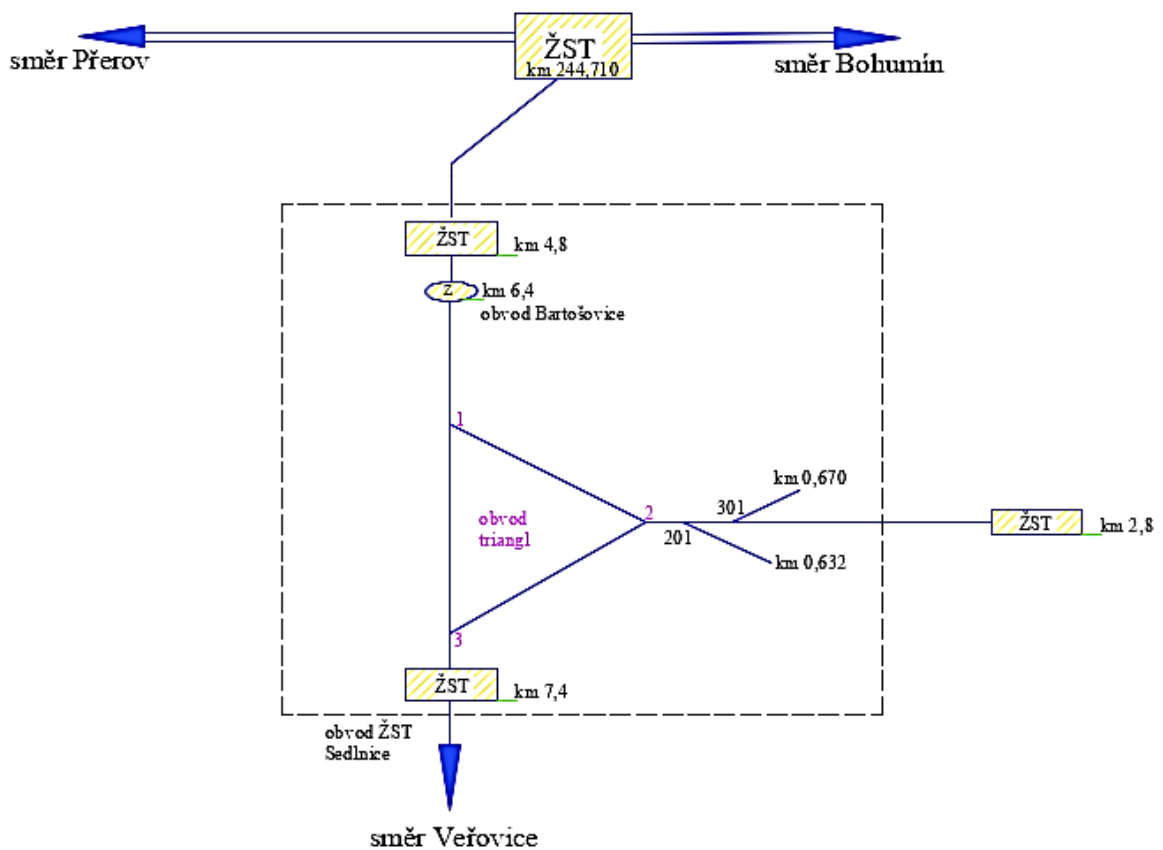 ŽST
km 244,710
směr Přerov
směr Bohumín
ŽST
km 4,8
z
km 6,4
obvod Bartošovice
1
km 0,670
301
2
obvod
triangl
ŽST
km 2,8
201
km 0,632
3
ŽST
km 7,4
obvod ŽST
Sedlnice
směr Veřovice